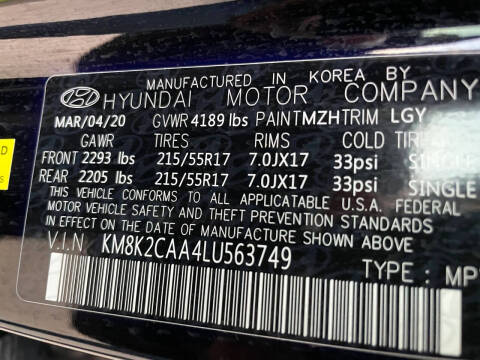 MANUFACTURED IN KOREA BY
HYUNDAI MOTOR COMPANY
MAR/04/20 GVWR 4189 lbs PAINT MZH TRIM LGY
GAWR TIRES RIMS COLD
FRONT 2293 lbs 215/55R17 7.0JX17 33psi
REAR 2205 lbs 215/55R17 7.0JX17 33psi SINGLE
THIS VEHICLE CONFORMS TO ALL APPLICABLE U.S.A. FEDERAL
MOTOR VEHICLE SAFETY AND THEFT PREVENTION STANDARDS
IN EFFECT ON THE DATE OF MANUFACTURE SHOWN ABOVE.
V.I.N. KM8K2CAA4LU563749
TYPE :